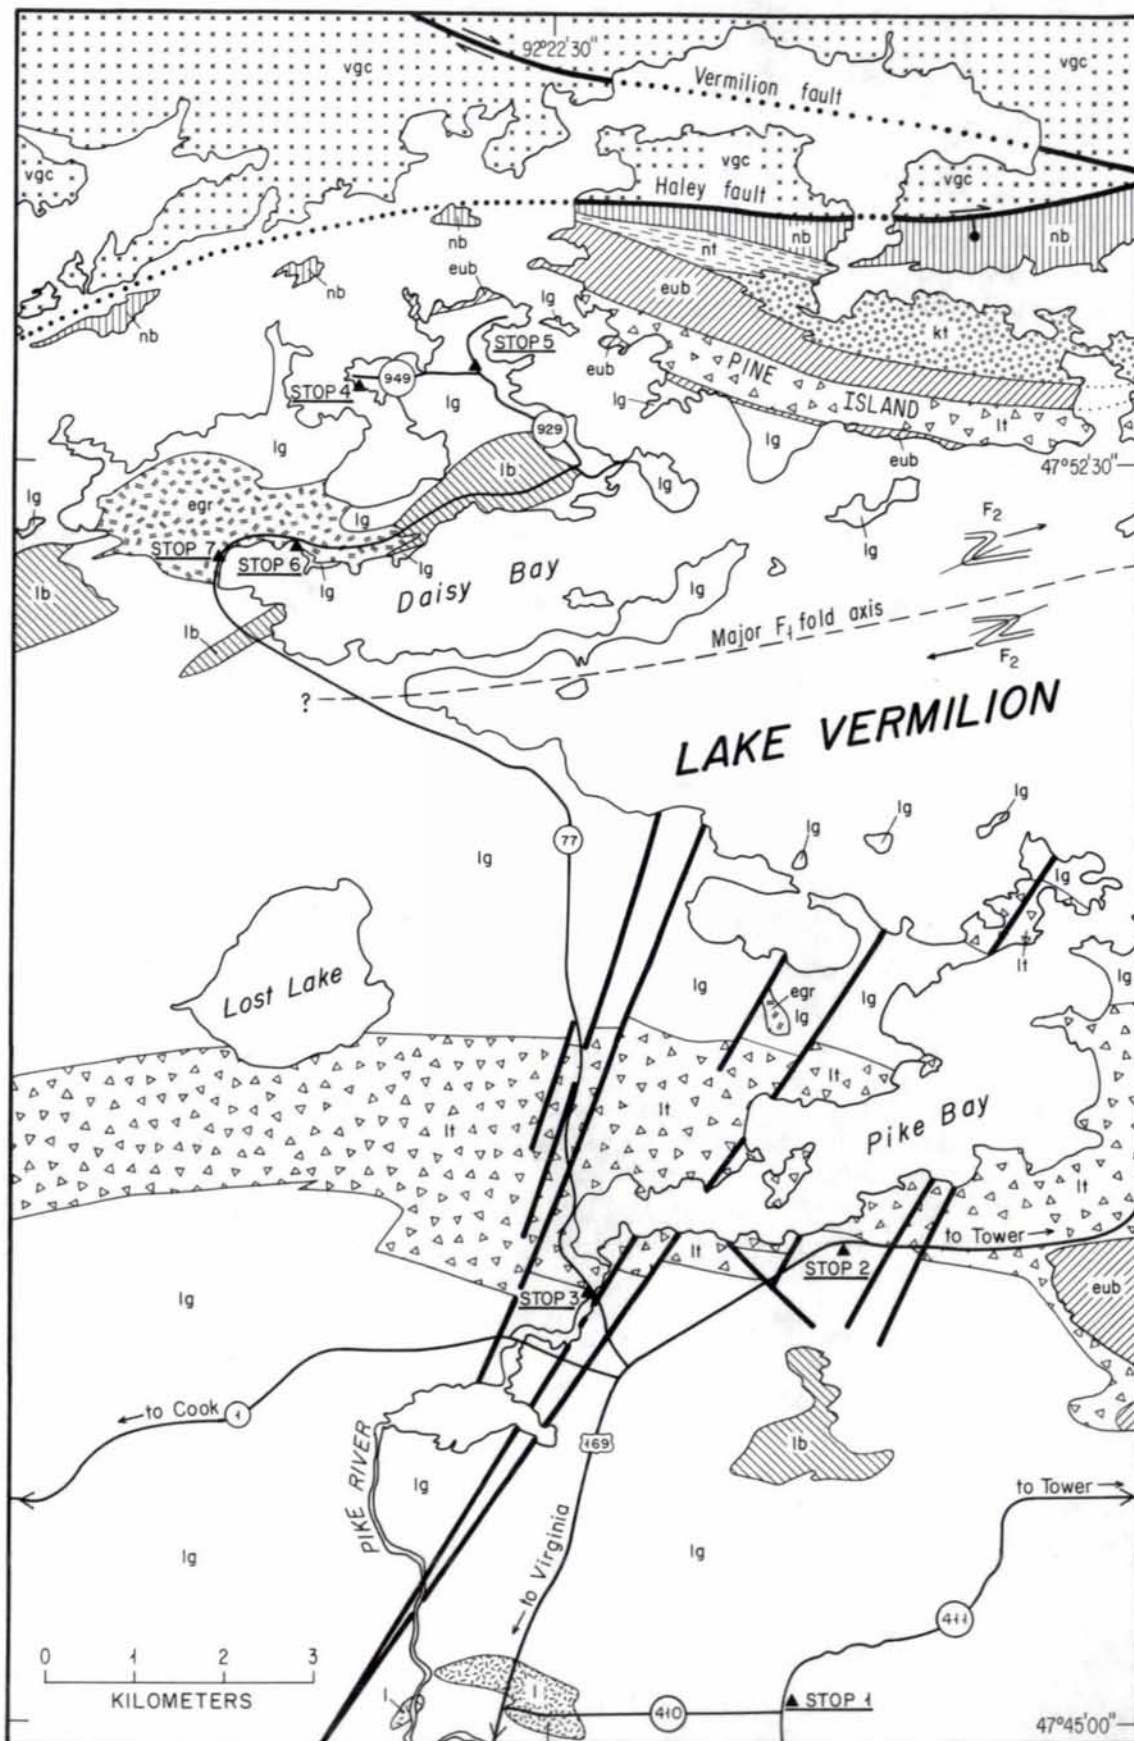 92°22'30"
vgc
vgc
Vermilion fault
vgc
vgc
vgc
Haley fault
nb
nb
nb
nt
eub
eub
nb
lg
nb
kt
STOP 5
eub
PINE
949
STOP 4
lg
lg
ISLAND
lt
929
lg
lg
eub
47°52'30"
lb
lg
lg
egr
lg
F₂
lg
STOP 7
STOP 6
lg
lg
Daisy Bay
lb
lg
Major F₁ fold axis
lb
F₂
?
LAKE VERMILION
lg
lg
lg
77
lg
lg
lt
lg
Lost Lake
lg
egr
lg
lg
lt
lt
lt
Pike Bay
lt
to Tower
lt
STOP 2
eub
STOP 3
lg
to Cook
1
169
lb
PIKE RIVER
lg
to Tower
lg
to Virginia
lg
411
0 1 2 3
KILOMETERS
l
l
STOP 1
410
47°45'00"